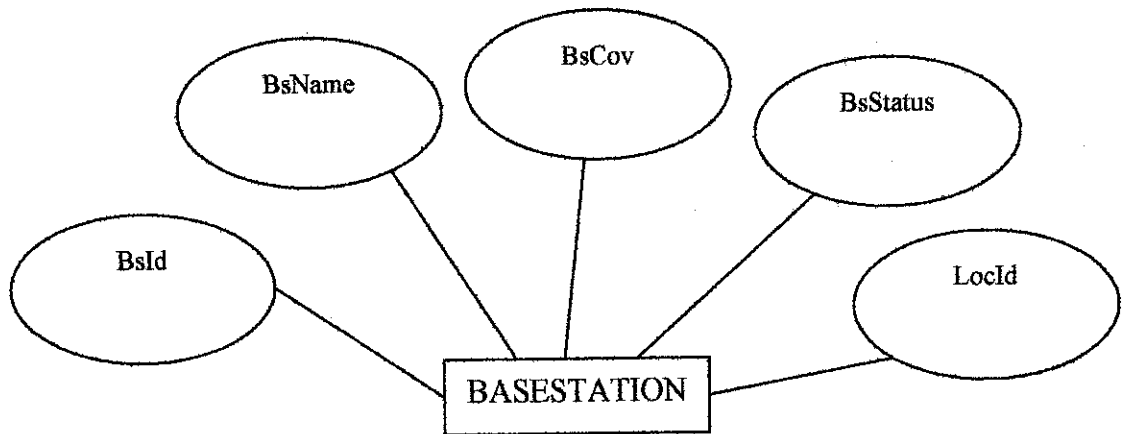 BsCov
BsName
BsStatus
BsId
LocId
BASESTATION